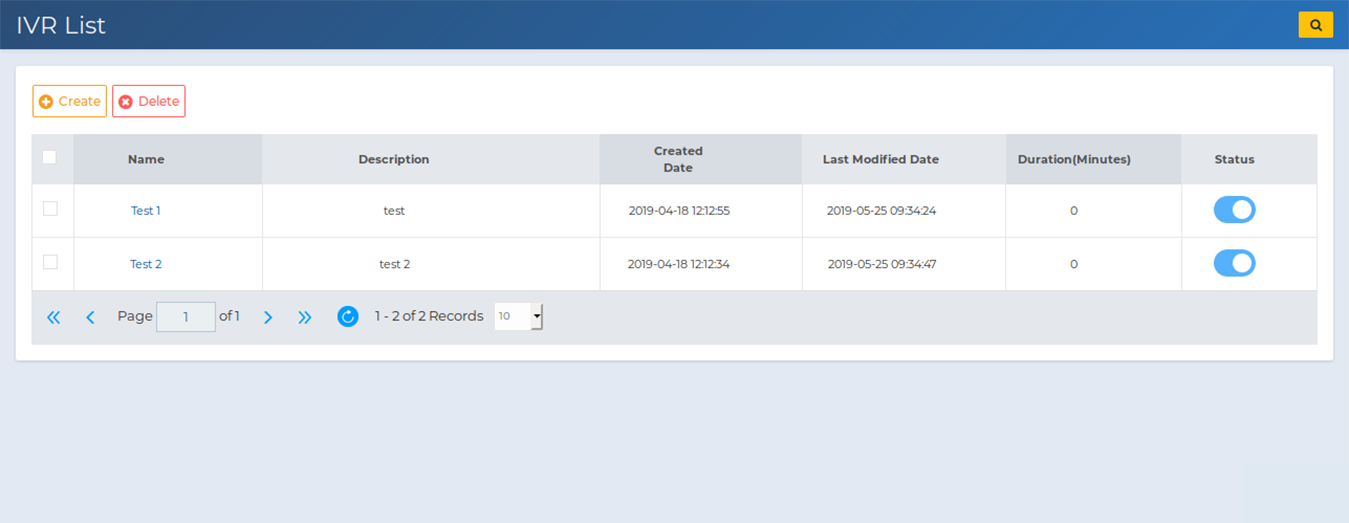 IVR List
Create Delete
Name Description Created Date Last Modified Date Duration(Minutes) Status
Test 1 test 2019-04-18 12:12:55 2019-05-25 09:34:24 0
Test 2 test 2 2019-04-18 12:12:34 2019-05-25 09:34:47 0
Page 1 of 1 1 - 2 of 2 Records 10